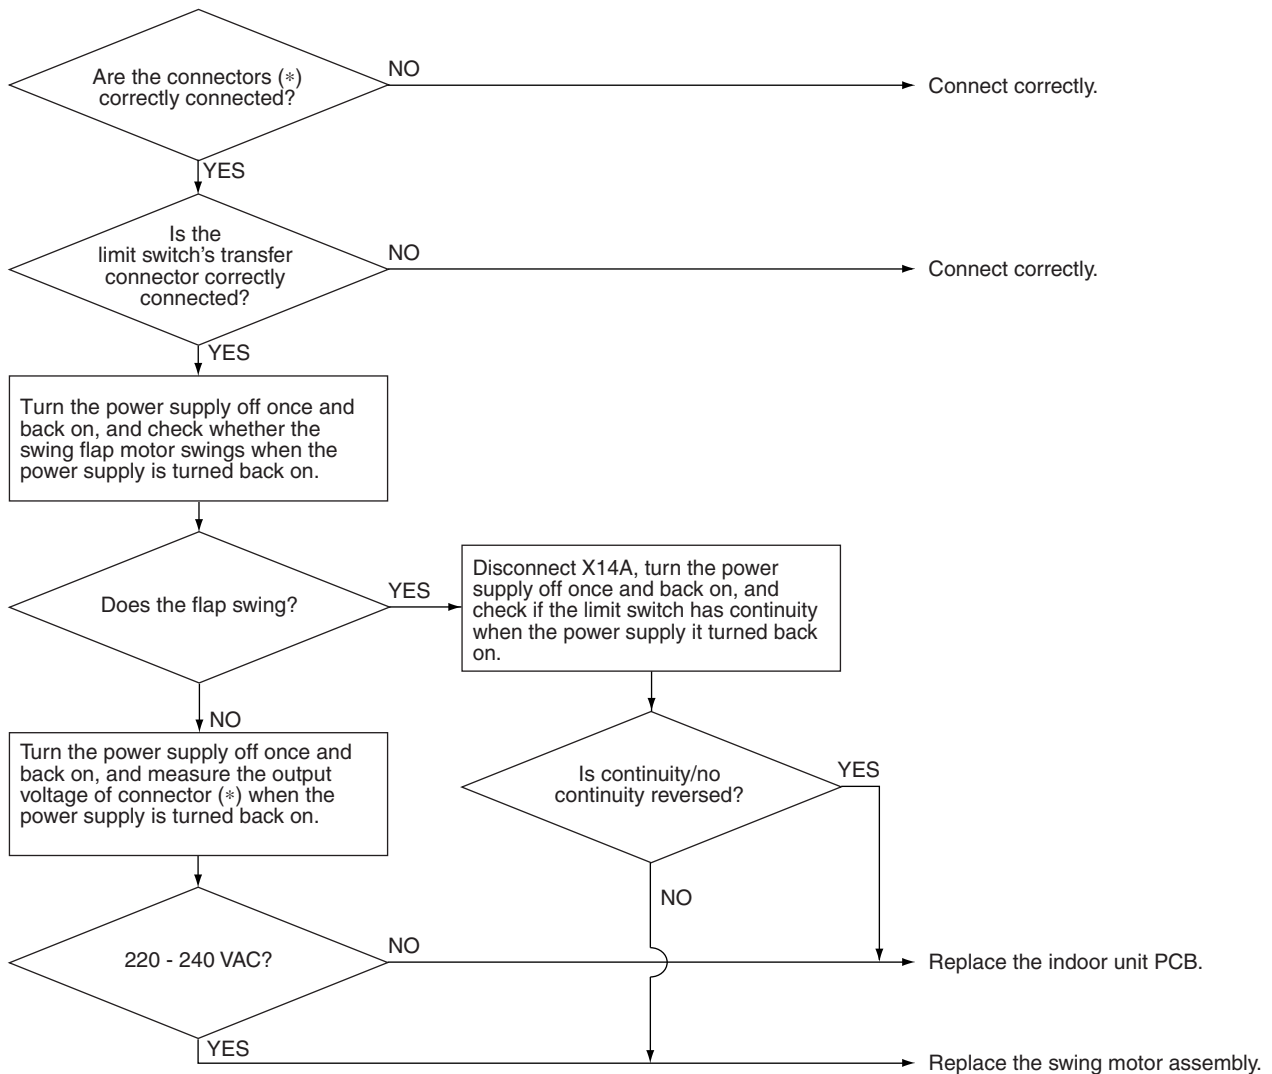 Are the connectors (*)
correctly connected?
NO
Connect correctly.
YES
Is the
limit switch's transfer
connector correctly
connected?
NO
Connect correctly.
YES
Turn the power supply off once and
back on, and check whether the
swing flap motor swings when the
power supply is turned back on.
Does the flap swing?
YES
Disconnect X14A, turn the power
supply off once and back on, and
check if the limit switch has continuity
when the power supply it turned back
on.
NO
Turn the power supply off once and
back on, and measure the output
voltage of connector (*) when the
power supply is turned back on.
Is continuity/no
continuity reversed?
YES
NO
220 - 240 VAC?
NO
Replace the indoor unit PCB.
YES
Replace the swing motor assembly.